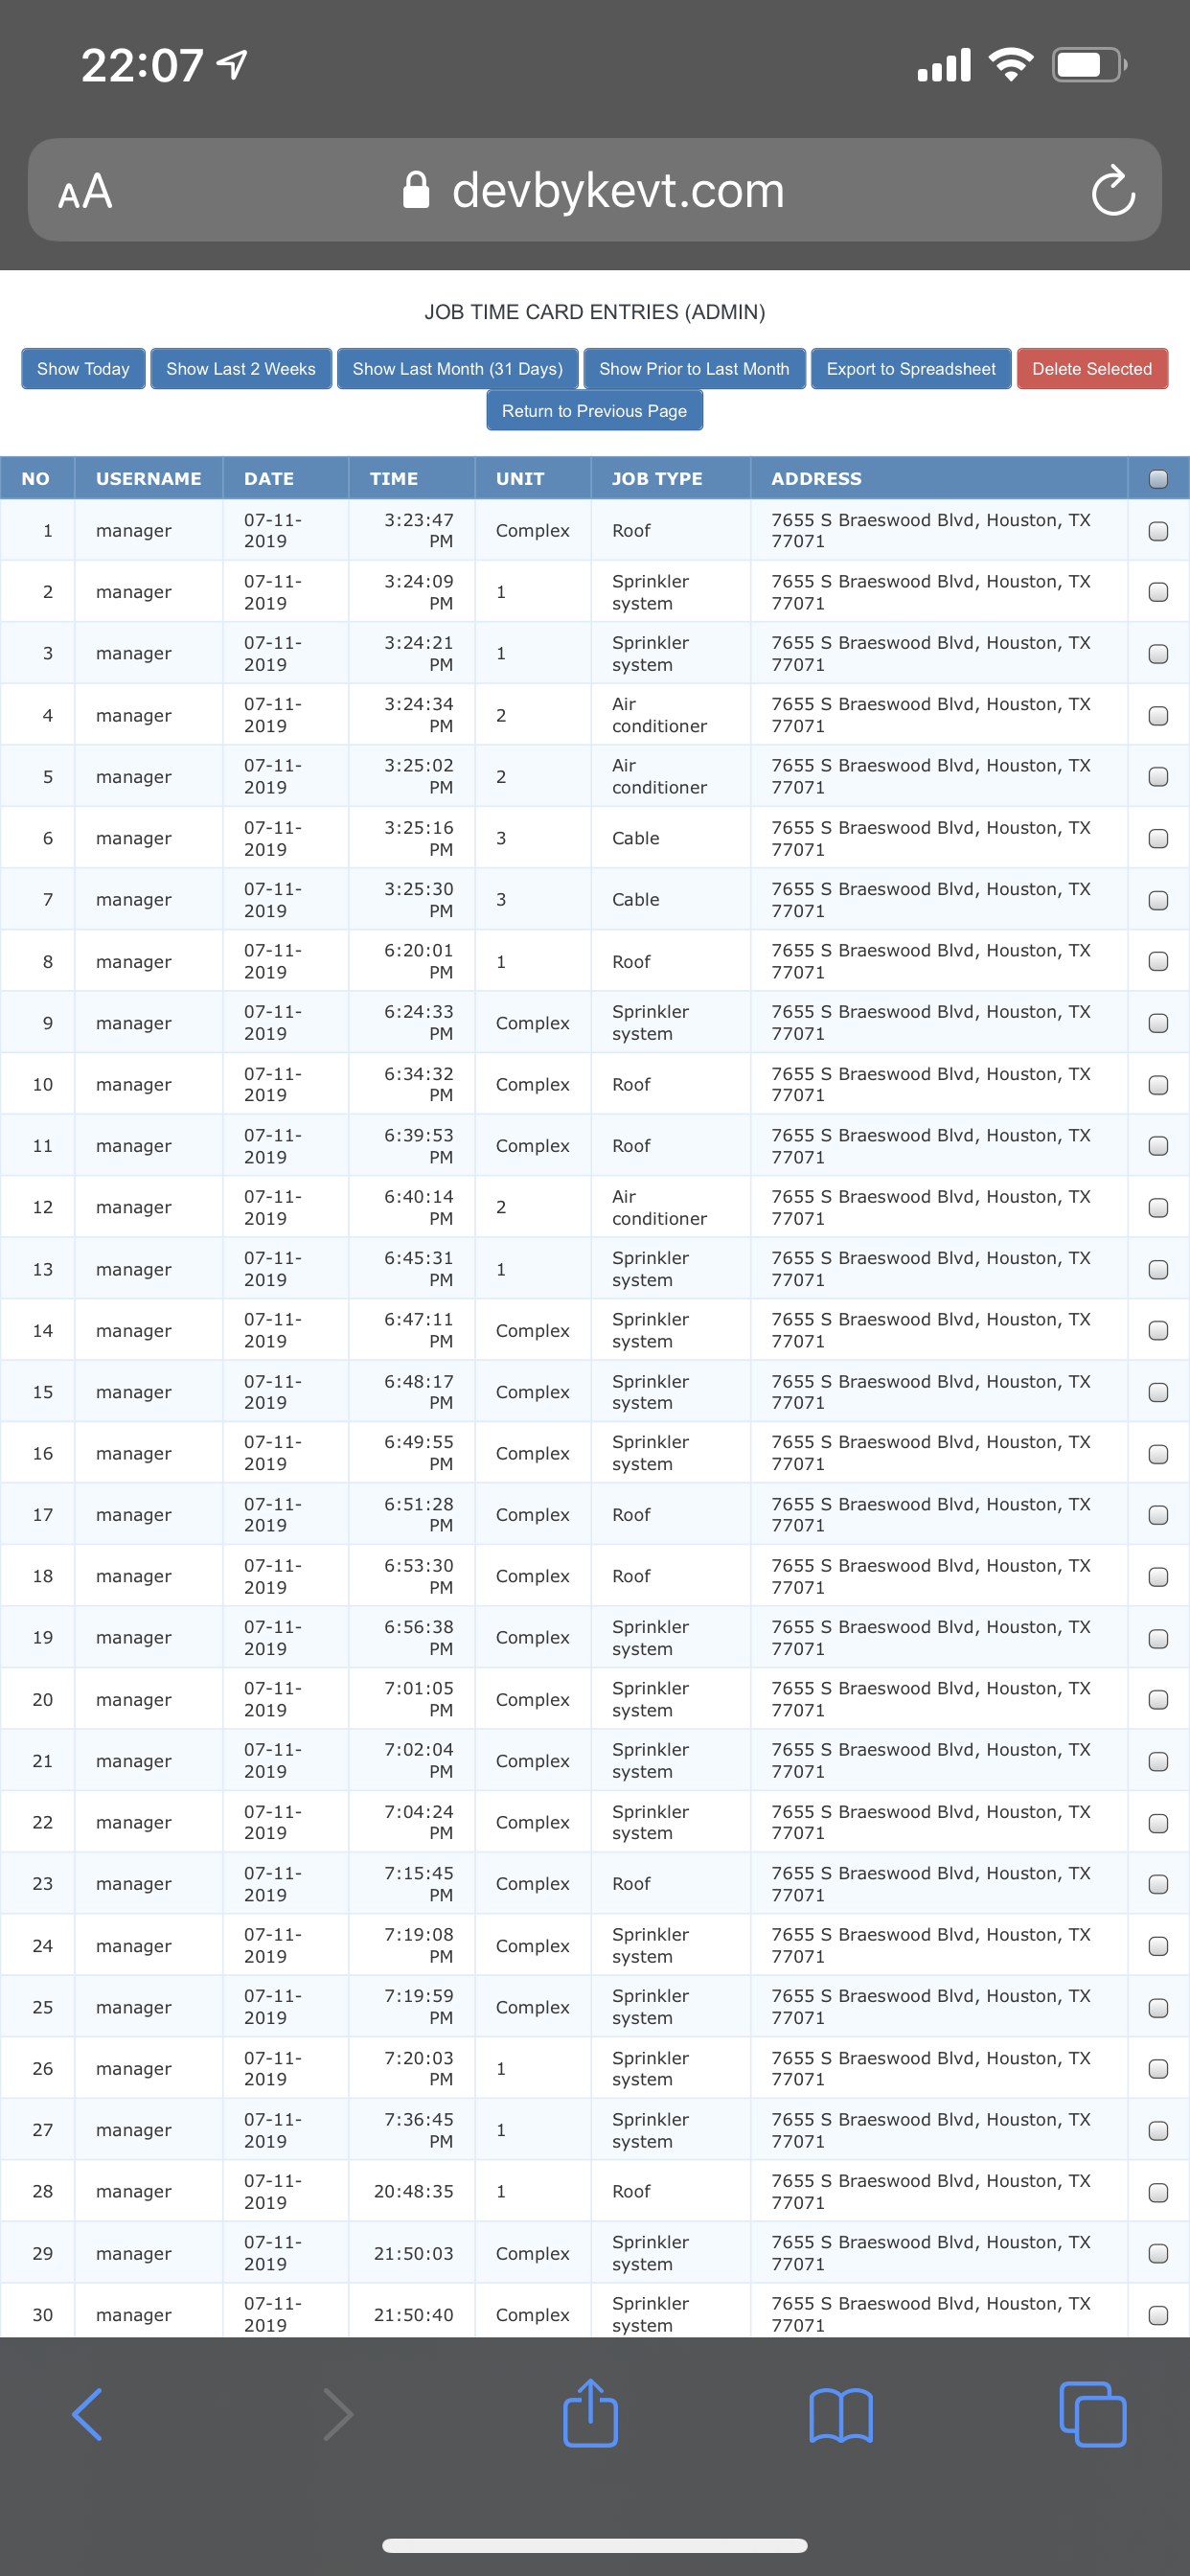 22:07
AA devbykevt.com
JOB TIME CARD ENTRIES (ADMIN)
Show Today Show Last 2 Weeks Show Last Month (31 Days) Show Prior to Last Month Export to Spreadsheet Delete Selected
Return to Previous Page
NO USERNAME DATE TIME UNIT JOB TYPE ADDRESS
1 manager 07-11-2019 3:23:47 PM Complex Roof 7655 S Braeswood Blvd, Houston, TX 77071
2 manager 07-11-2019 3:24:09 PM 1 Sprinkler system 7655 S Braeswood Blvd, Houston, TX 77071
3 manager 07-11-2019 3:24:21 PM 1 Sprinkler system 7655 S Braeswood Blvd, Houston, TX 77071
4 manager 07-11-2019 3:24:34 PM 2 Air conditioner 7655 S Braeswood Blvd, Houston, TX 77071
5 manager 07-11-2019 3:25:02 PM 2 Air conditioner 7655 S Braeswood Blvd, Houston, TX 77071
6 manager 07-11-2019 3:25:16 PM 3 Cable 7655 S Braeswood Blvd, Houston, TX 77071
7 manager 07-11-2019 3:25:30 PM 3 Cable 7655 S Braeswood Blvd, Houston, TX 77071
8 manager 07-11-2019 6:20:01 PM 1 Roof 7655 S Braeswood Blvd, Houston, TX 77071
9 manager 07-11-2019 6:24:33 PM Complex Sprinkler system 7655 S Braeswood Blvd, Houston, TX 77071
10 manager 07-11-2019 6:34:32 PM Complex Roof 7655 S Braeswood Blvd, Houston, TX 77071
11 manager 07-11-2019 6:39:53 PM Complex Roof 7655 S Braeswood Blvd, Houston, TX 77071
12 manager 07-11-2019 6:40:14 PM 2 Air conditioner 7655 S Braeswood Blvd, Houston, TX 77071
13 manager 07-11-2019 6:45:31 PM 1 Sprinkler system 7655 S Braeswood Blvd, Houston, TX 77071
14 manager 07-11-2019 6:47:11 PM Complex Sprinkler system 7655 S Braeswood Blvd, Houston, TX 77071
15 manager 07-11-2019 6:48:17 PM Complex Sprinkler system 7655 S Braeswood Blvd, Houston, TX 77071
16 manager 07-11-2019 6:49:55 PM Complex Sprinkler system 7655 S Braeswood Blvd, Houston, TX 77071
17 manager 07-11-2019 6:51:28 PM Complex Roof 7655 S Braeswood Blvd, Houston, TX 77071
18 manager 07-11-2019 6:53:30 PM Complex Roof 7655 S Braeswood Blvd, Houston, TX 77071
19 manager 07-11-2019 6:56:38 PM Complex Sprinkler system 7655 S Braeswood Blvd, Houston, TX 77071
20 manager 07-11-2019 7:01:05 PM Complex Sprinkler system 7655 S Braeswood Blvd, Houston, TX 77071
21 manager 07-11-2019 7:02:04 PM Complex Sprinkler system 7655 S Braeswood Blvd, Houston, TX 77071
22 manager 07-11-2019 7:04:24 PM Complex Sprinkler system 7655 S Braeswood Blvd, Houston, TX 77071
23 manager 07-11-2019 7:15:45 PM Complex Roof 7655 S Braeswood Blvd, Houston, TX 77071
24 manager 07-11-2019 7:19:08 PM Complex Sprinkler system 7655 S Braeswood Blvd, Houston, TX 77071
25 manager 07-11-2019 7:19:59 PM Complex Sprinkler system 7655 S Braeswood Blvd, Houston, TX 77071
26 manager 07-11-2019 7:20:03 PM 1 Sprinkler system 7655 S Braeswood Blvd, Houston, TX 77071
27 manager 07-11-2019 7:36:45 PM 1 Sprinkler system 7655 S Braeswood Blvd, Houston, TX 77071
28 manager 07-11-2019 20:48:35 1 Roof 7655 S Braeswood Blvd, Houston, TX 77071
29 manager 07-11-2019 21:50:03 Complex Sprinkler system 7655 S Braeswood Blvd, Houston, TX 77071
30 manager 07-11-2019 21:50:40 Complex Sprinkler system 7655 S Braeswood Blvd, Houston, TX 77071